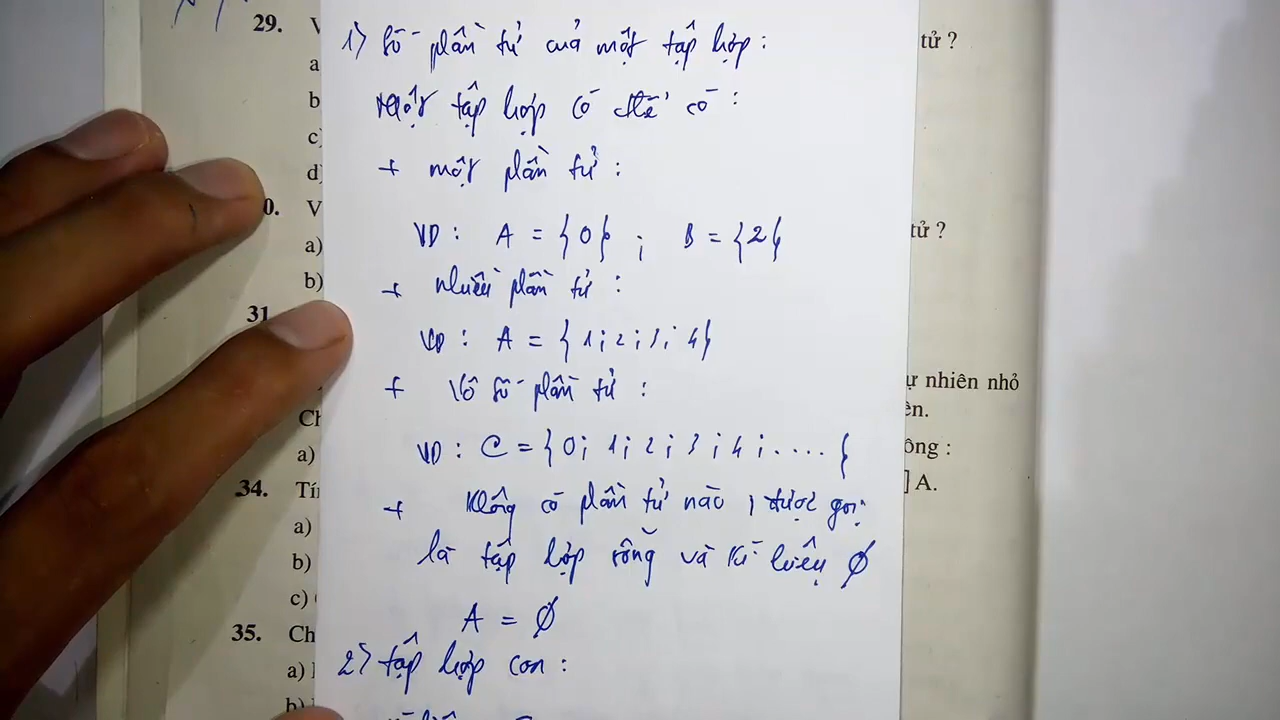 29. V
tử ?
a
b
c)
d)
0. V
tử ?
a)
b)
31
ự nhiên nhỏ
ên.
Ch
ông :
a)
] A.
34. Tí
a)
b)
c)
35. Ch
a)
b)
1) Số phần tử của một tập hợp :
Một tập hợp có thể có :
+ một phần tử :
VD : A = {0} ; B = {2}
+ nhiều phần tử :
VD : A = {1; 2; 3; 4}
+ Vô số phần tử :
VD : C = {0; 1; 2; 3; 4; ....}
+ Không có phần tử nào, được gọi
là tập hợp rỗng và kí hiệu ∅
A = ∅
2) tập hợp con :